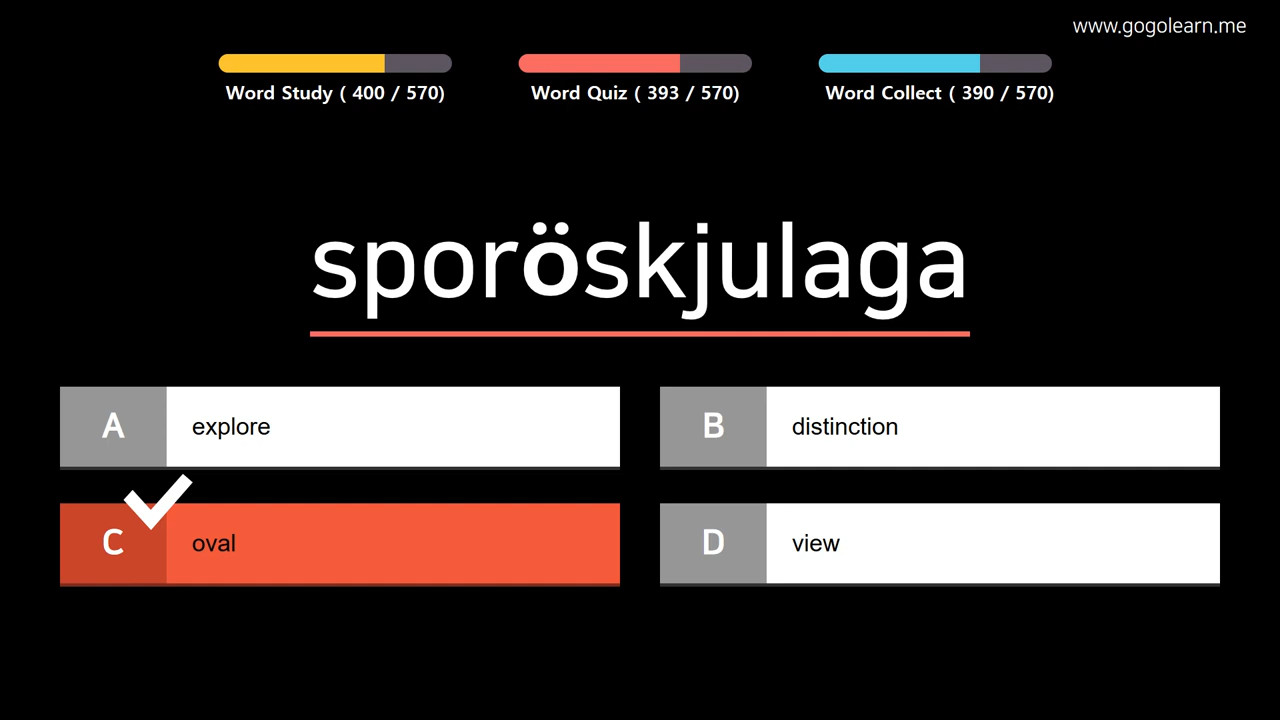 www.gogolearn.me
Word Study ( 400 / 570)
Word Quiz ( 393 / 570)
Word Collect ( 390 / 570)
sporöskjulaga
A explore
B distinction
C oval
D view